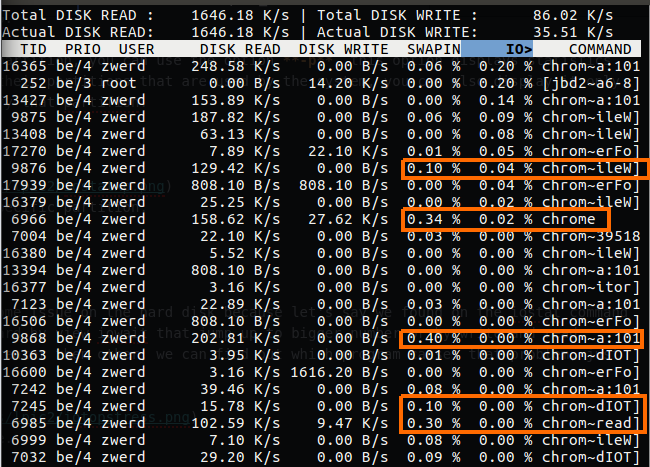 Total DISK READ :     1646.18 K/s | Total DISK WRITE :      86.02 K/s
Actual DISK READ:     1646.18 K/s | Actual DISK WRITE:      35.51 K/s
TID  PRIO  USER     DISK READ  DISK WRITE  SWAPIN     IO>    COMMAND
16365 be/4 zwerd     248.58 K/s    0.00 B/s  0.06 %  0.20 % chrom~a:101
252 be/3 root        0.00 B/s   14.20 K/s  0.00 %  0.20 % [jbd2~a6-8]
13427 be/4 zwerd     153.89 K/s    0.00 B/s  0.00 %  0.14 % chrom~a:101
9875 be/4 zwerd     187.82 K/s    0.00 B/s  0.06 %  0.09 % chrom~ileW]
13408 be/4 zwerd      63.13 K/s    0.00 B/s  0.00 %  0.08 % chrom~ileW]
17270 be/4 zwerd       7.89 K/s   22.10 K/s  0.01 %  0.05 % chrom~erFo]
9876 be/4 zwerd     129.42 K/s    0.00 B/s  0.10 %  0.04 % chrom~ileW]
17939 be/4 zwerd     808.10 B/s  808.10 B/s  0.00 %  0.04 % chrom~erFo]
16379 be/4 zwerd      25.25 K/s    0.00 B/s  0.00 %  0.02 % chrom~ileW]
6966 be/4 zwerd     158.62 K/s   27.62 K/s  0.34 %  0.02 % chrome
7004 be/4 zwerd      22.10 K/s    0.00 B/s  0.03 %  0.00 % chrom~39518
16380 be/4 zwerd       5.52 K/s    0.00 B/s  0.00 %  0.00 % chrom~ileW]
13394 be/4 zwerd     808.10 B/s    0.00 B/s  0.00 %  0.00 % chrom~a:101
16377 be/4 zwerd       3.16 K/s    0.00 B/s  0.00 %  0.00 % chrom~itor]
7123 be/4 zwerd      22.89 K/s    0.00 B/s  0.03 %  0.00 % chrom~a:101
16506 be/4 zwerd     808.10 B/s    0.00 B/s  0.00 %  0.00 % chrom~erFo]
9868 be/4 zwerd     202.81 K/s    0.00 B/s  0.40 %  0.00 % chrom~a:101
10363 be/4 zwerd       3.95 K/s    0.00 B/s  0.01 %  0.00 % chrom~dIOT]
16600 be/4 zwerd       3.16 K/s 1616.20 B/s  0.00 %  0.00 % chrom~erFo]
7242 be/4 zwerd      39.46 K/s    0.00 B/s  0.08 %  0.00 % chrom~a:101
7245 be/4 zwerd      15.78 K/s    0.00 B/s  0.10 %  0.00 % chrom~dIOT]
6985 be/4 zwerd     102.59 K/s    9.47 K/s  0.30 %  0.00 % chrom~read]
6999 be/4 zwerd       7.10 K/s    0.00 B/s  0.08 %  0.00 % chrom~ileW]
7032 be/4 zwerd      29.20 K/s    0.00 B/s  0.09 %  0.00 % chrom~dIOT]